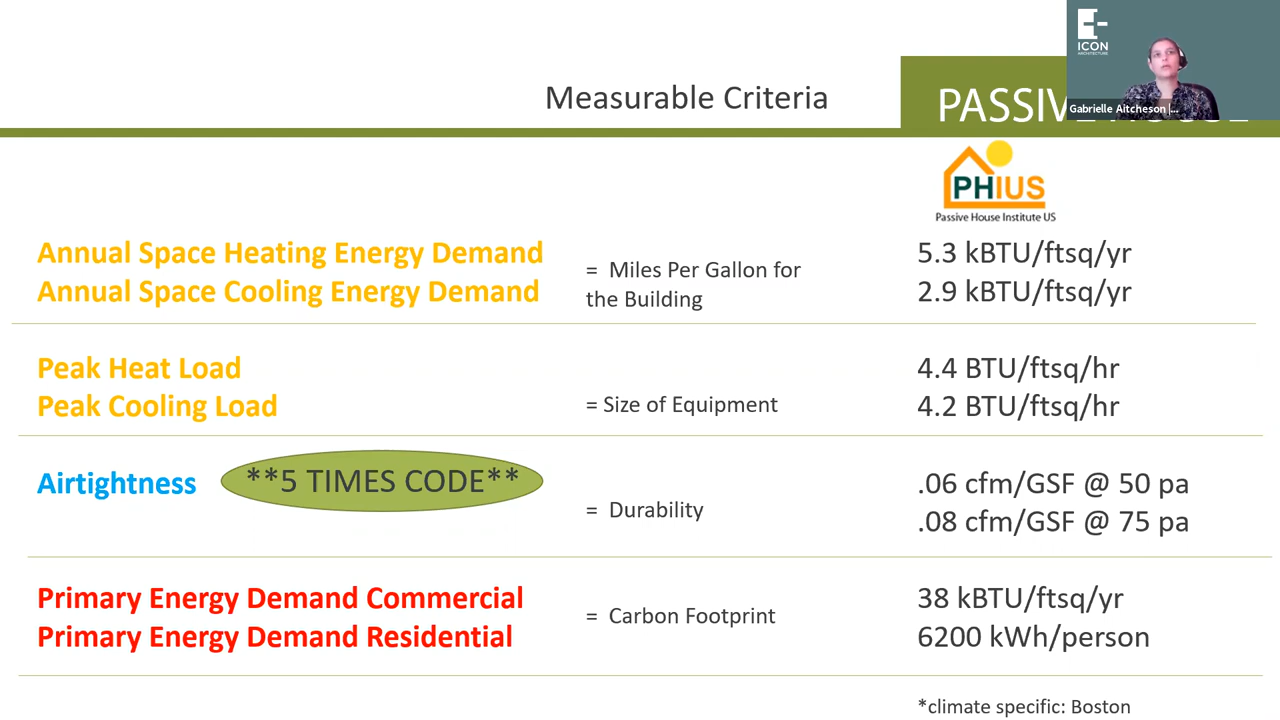 ICON
ARCHITECTURE
Gabrielle Aitcheson |...
Measurable Criteria
PHIUS
Passive House Institute US
Annual Space Heating Energy Demand
Annual Space Cooling Energy Demand
= Miles Per Gallon for
the Building
5.3 kBTU/ftsq/yr
2.9 kBTU/ftsq/yr
Peak Heat Load
Peak Cooling Load
= Size of Equipment
4.4 BTU/ftsq/hr
4.2 BTU/ftsq/hr
Airtightness
**5 TIMES CODE**
= Durability
.06 cfm/GSF @ 50 pa
.08 cfm/GSF @ 75 pa
Primary Energy Demand Commercial
Primary Energy Demand Residential
= Carbon Footprint
38 kBTU/ftsq/yr
6200 kWh/person
*climate specific: Boston